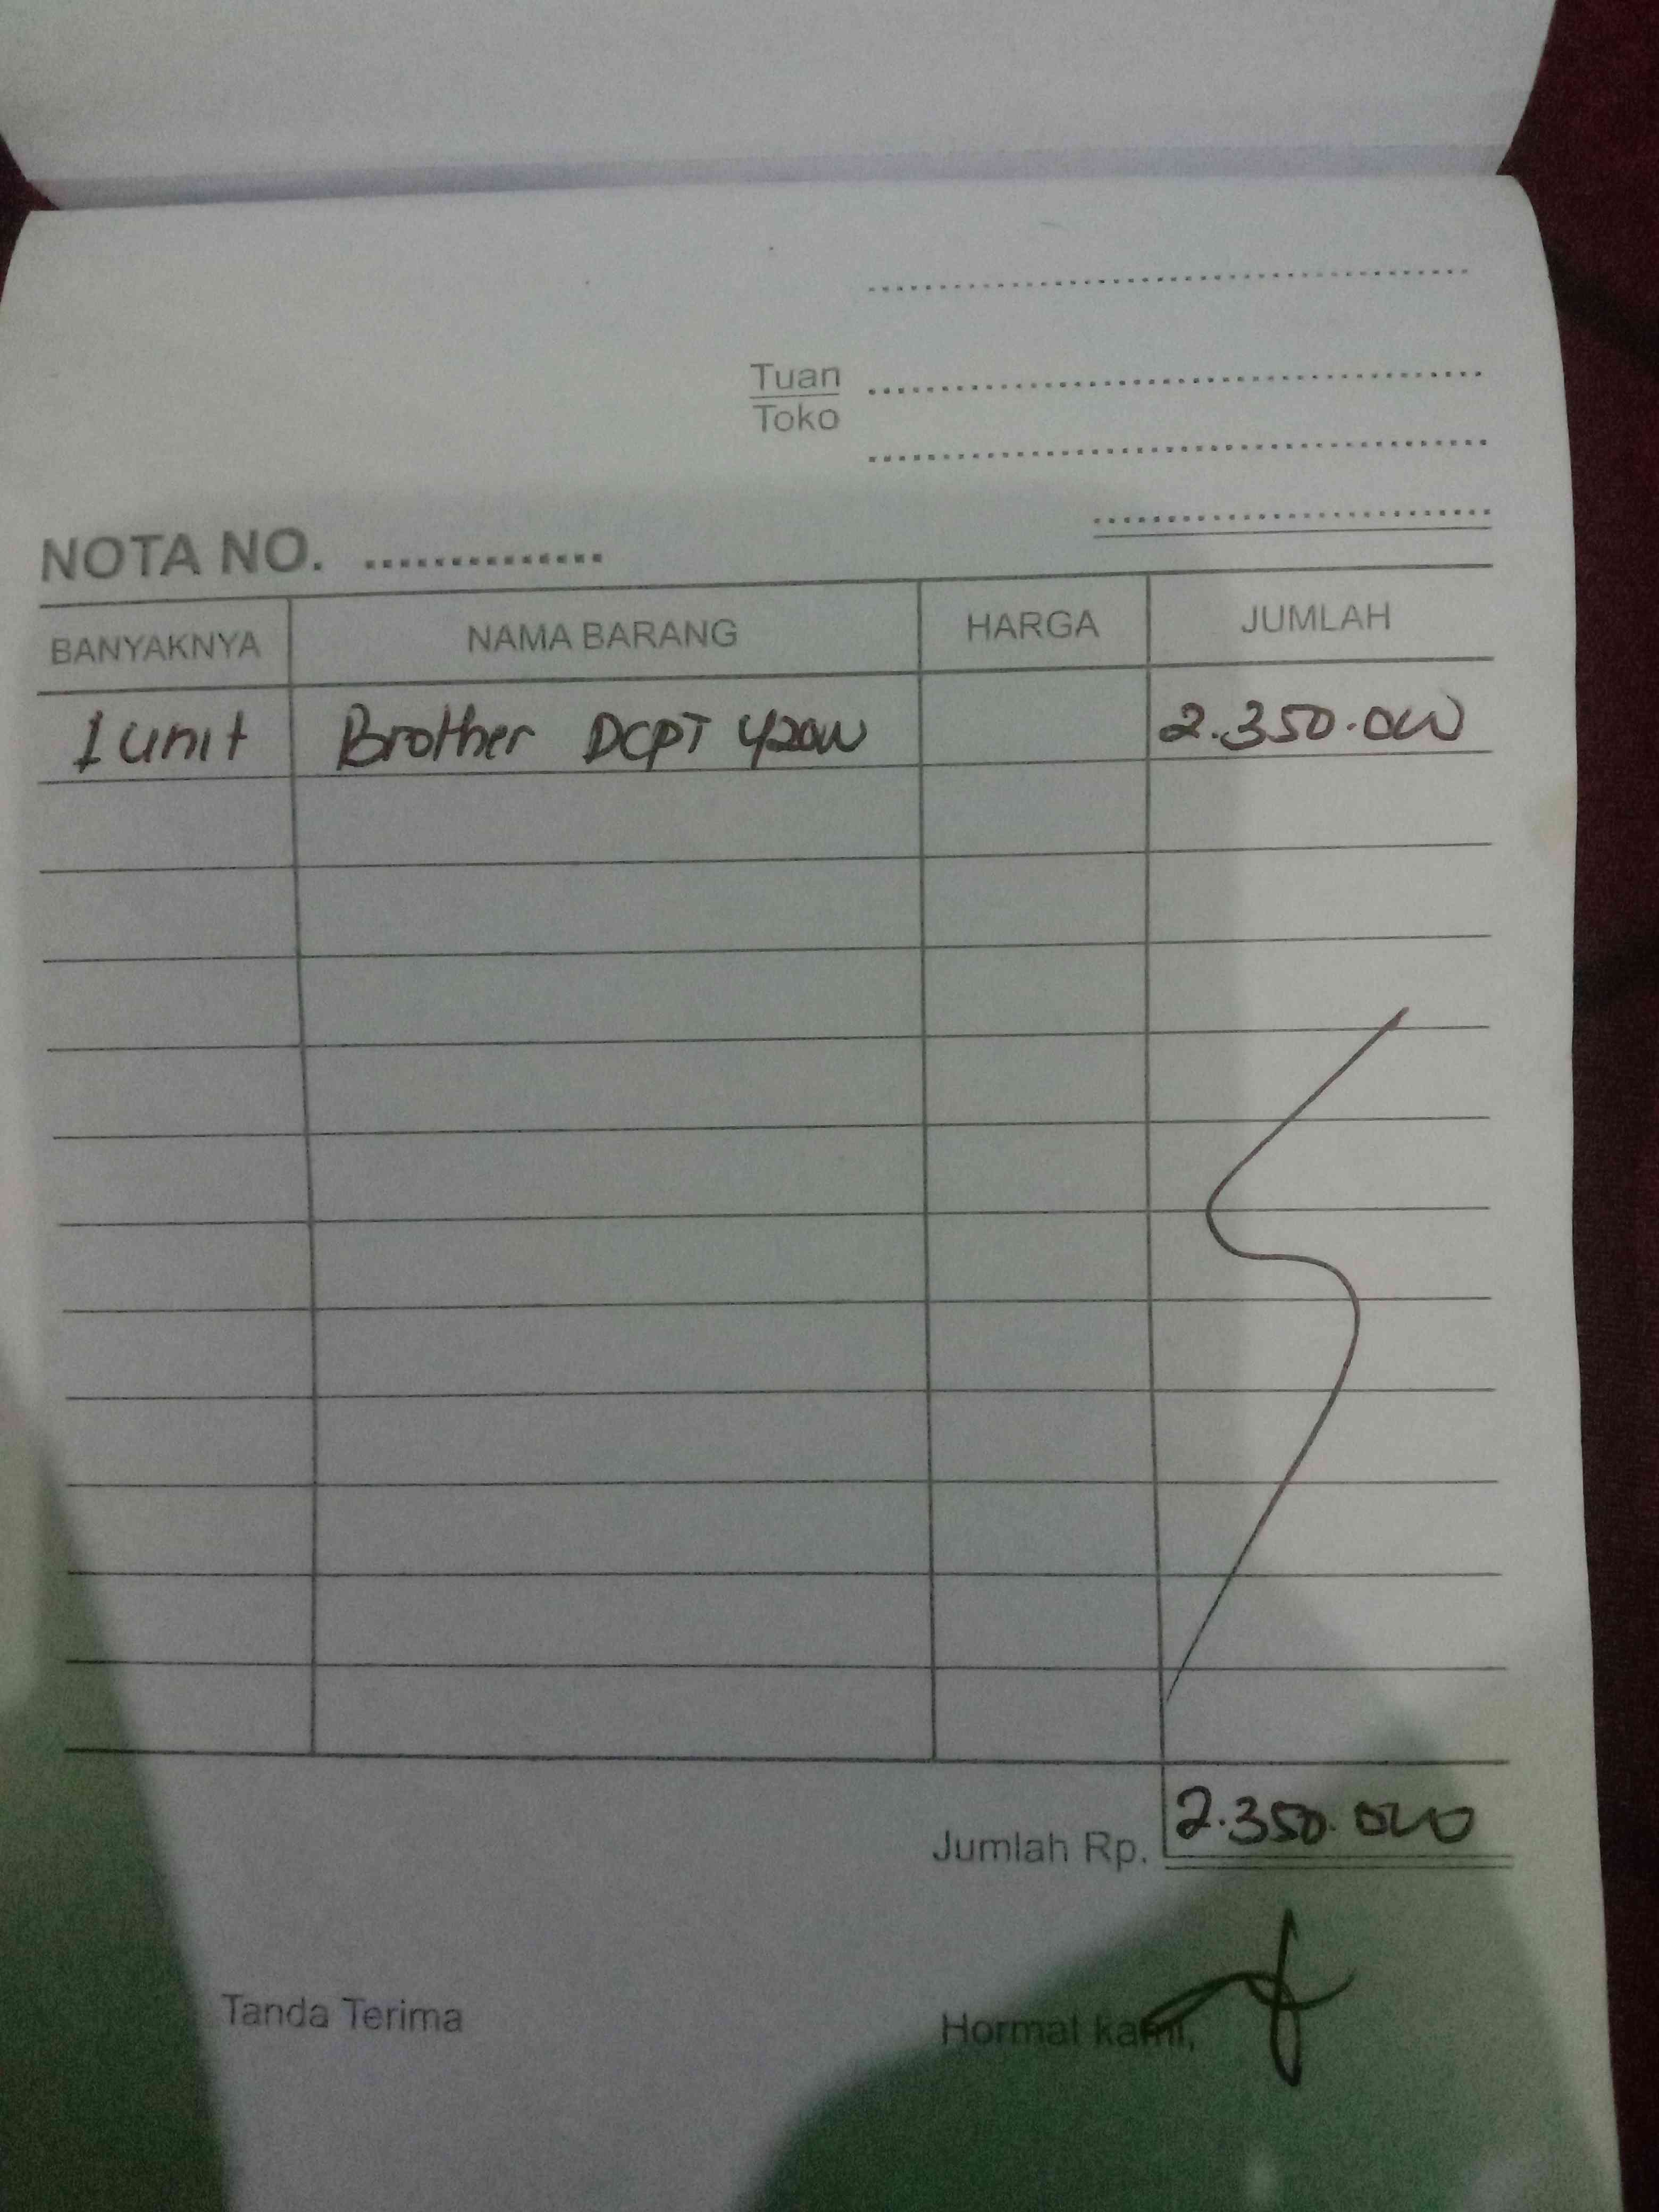 Tuan
Toko
NOTA NO.
BANYAKNYA NAMA BARANG HARGA JUMLAH
1 unit Brother DCPT 420W 2.350.000
Jumlah Rp. 2.350.000
Tanda Terima Hormat kami,